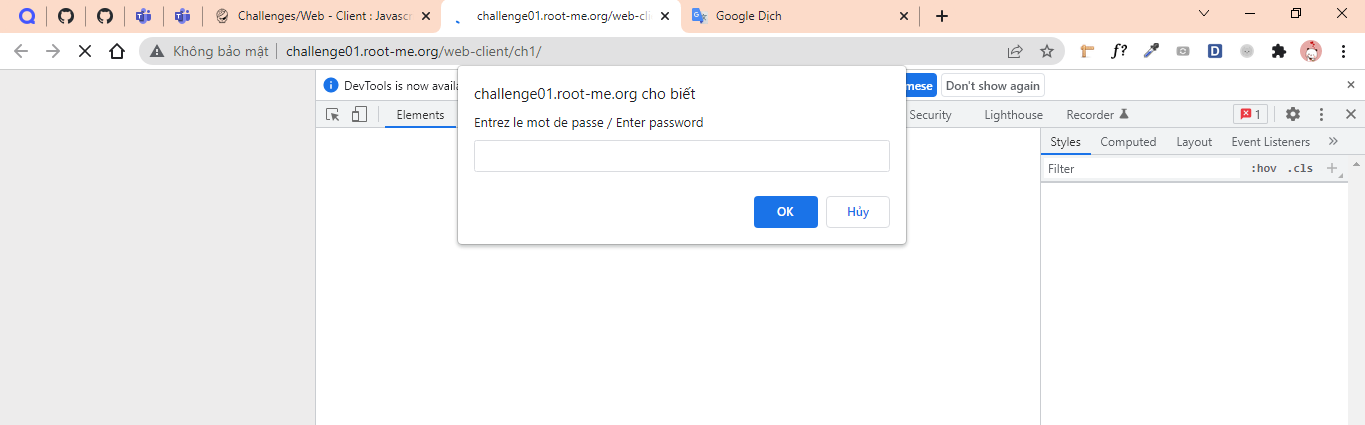 Challenges/Web - Client : Javascr
challenge01.root-me.org/web-cli
Google Dịch
Không bảo mật
challenge01.root-me.org/web-client/ch1/
f?
D
DevTools is now availa
mese
Don't show again
challenge01.root-me.org cho biết
Entrez le mot de passe / Enter password
OK
Hủy
Elements
Security
Lighthouse
Recorder
1
Styles
Computed
Layout
Event Listeners
Filter
:hov .cls